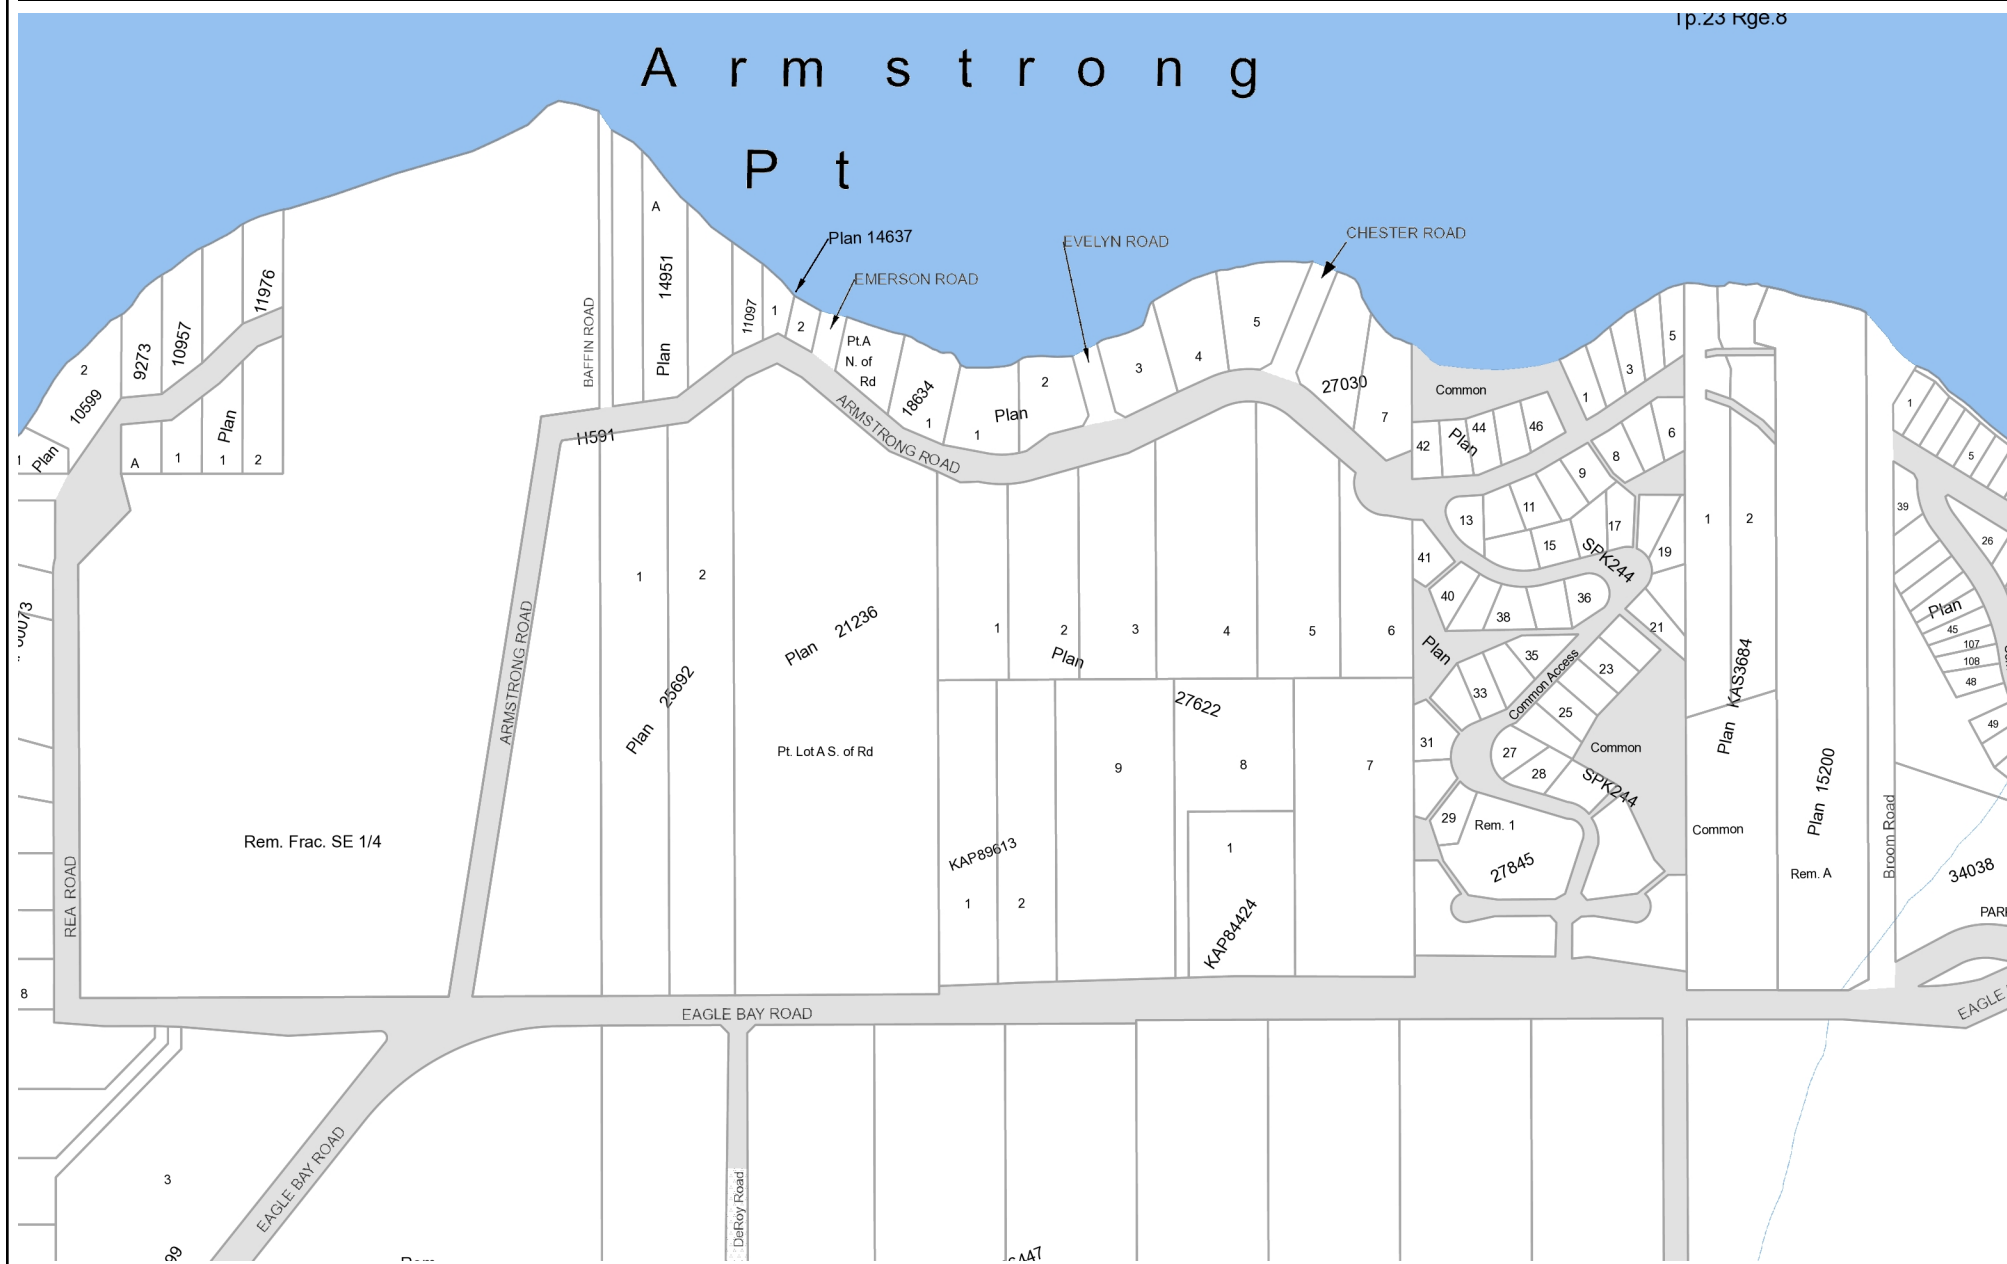 Tp.23 Rge.8
Armstrong
Pt
A
Plan 14637
EMERSON ROAD
EVELYN ROAD
CHESTER ROAD
11976
9273
10957
2
10599
1
Plan
Plan
A
1
1
2
BAFFIN ROAD
Plan 14951
11097
1
2
Pt.A
N. of
Rd
18634
1
1
Plan
2
3
4
5
27030
7
H591
ARMSTRONG ROAD
Common
42
Plan
44
46
1
3
5
6
8
9
11
13
15
17
SPK244
19
21
41
40
38
36
Plan
35
33
Common Access
23
25
27
28
Common
SPK244
31
29
Rem. 1
27845
1
2
Plan KAS3684
Common
Plan 15200
Rem. A
Broom Road
1
5
39
26
Plan
45
107
108
48
49
34038
ARMSTRONG ROAD
1
2
Plan 25692
Plan 21236
Pt. Lot A S. of Rd
1
2
3
4
5
6
Plan
27622
9
8
7
1
KAP89613
1
2
KAP84424
Rem. Frac. SE 1/4
REA ROAD
8
EAGLE BAY ROAD
EAGLE BAY ROAD
DeRoy Road
3